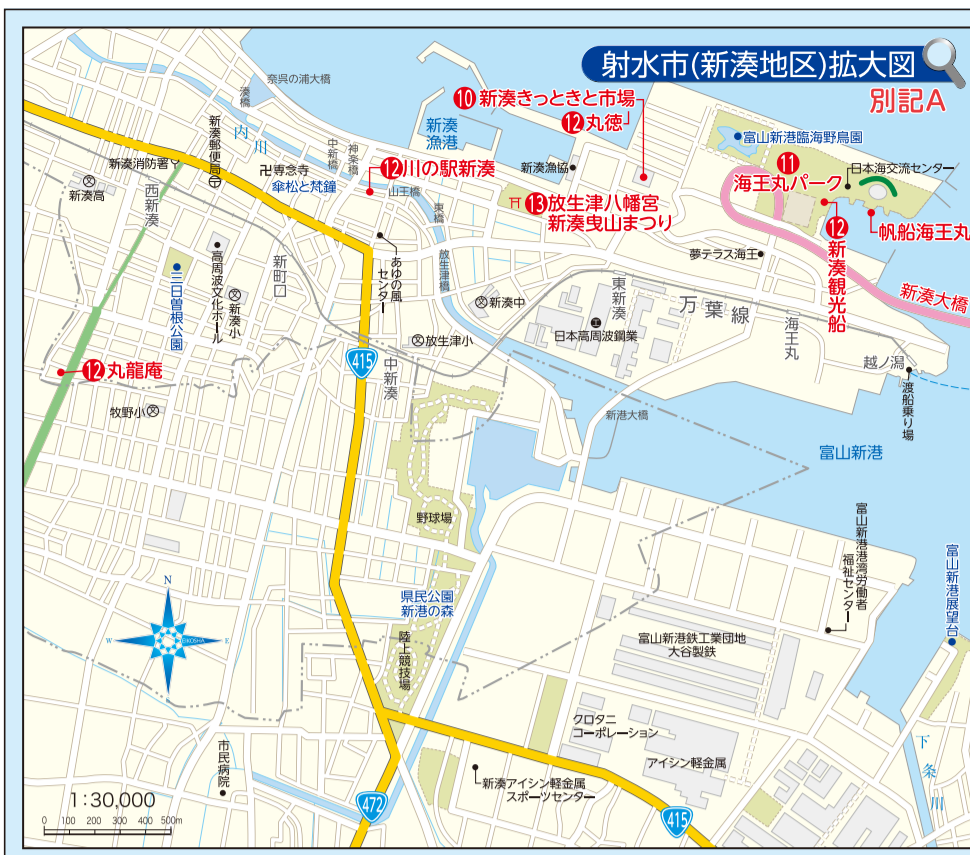 射水市(新湊地区)拡大図
別記A
奈呉の浦大橋
湊橋
内川
新湊郵便局
新湊消防署
新湊高
西新湊
専念寺
傘松と梵鐘
中新橋
神楽橋
山王橋
東橋
放生津橋
⑫川の駅新湊
新湊漁港
⑩新湊きっときと市場
⑫丸徳
新湊漁協
⑬放生津八幡宮
新湊曳山まつり
富山新港臨海野鳥園
⑪
海王丸パーク
日本海交流センター
帆船海王丸
⑫新湊観光船
夢テラス海王
新湊大橋
高周波文化ホール
三日曽根公園
新湊小
新町口
あゆの風センター
新湊中
放生津小
415
中新湊
東新湊
日本高周波鋼業
万葉線
海王丸
越ノ潟
渡船乗り場
⑫丸龍庵
牧野小
新港大橋
富山新港
野球場
県民公園
新港の森
陸上競技場
富山新港港湾労働者
福祉センター
富山新港展望台
富山新港鉄工業団地
大谷製鉄
クロタニ
コーポレーション
アイシン軽金属
新湊アイシン軽金属
スポーツセンター
下条川
市民病院
N
W
E
S
EIKOSHA
1:30,000
0 100 200 300 400 500m
472
415